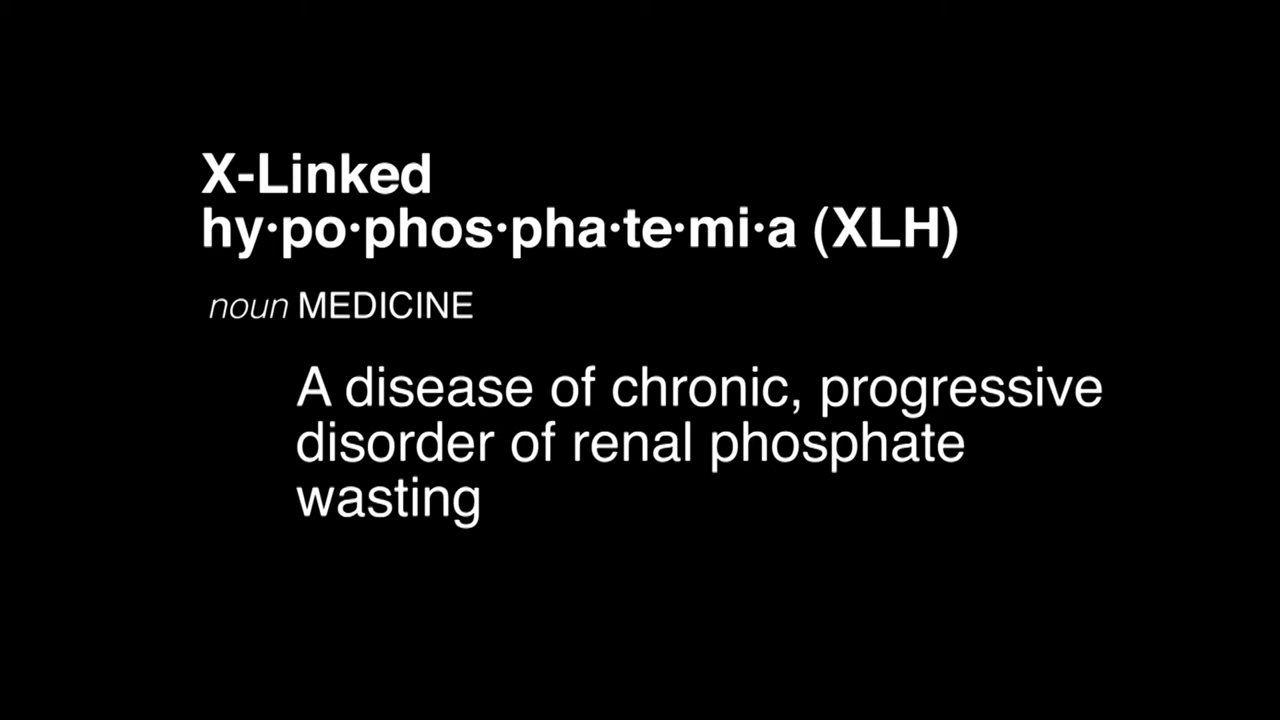 X-Linked
hy·po·phos·pha·te·mi·a (XLH)
noun MEDICINE
A disease of chronic, progressive
disorder of renal phosphate
wasting